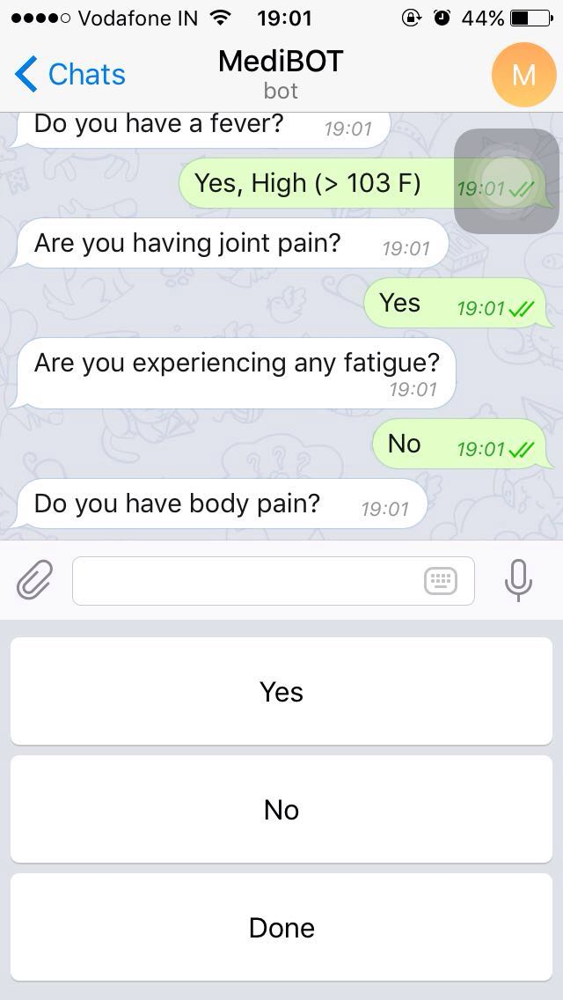 Vodafone IN 19:01 44%
Chats MediBOT M
bot
Do you have a fever? 19:01
Yes, High (> 103 F) 19:01
Are you having joint pain? 19:01
Yes 19:01
Are you experiencing any fatigue?
19:01
No 19:01
Do you have body pain? 19:01
Yes
No
Done